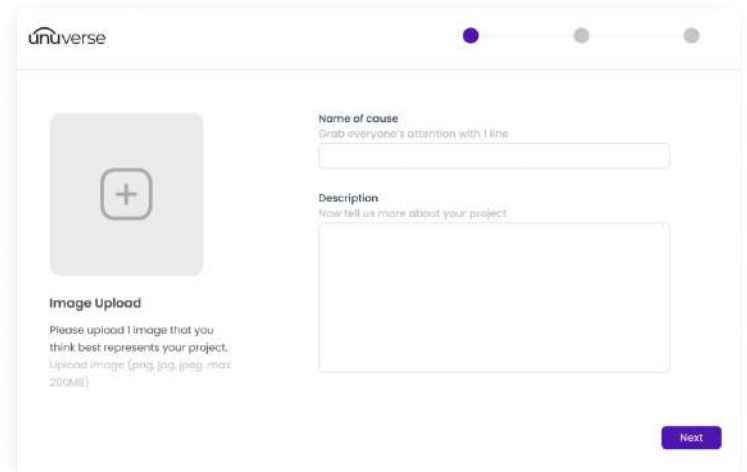 unuverse
Name of cause
Grab everyone's attention with 1 line
Description
Now tell us more about your project
Image Upload
Please upload 1 image that you
think best represents your project.
Upload image (png, jpg, jpeg, max
200MB)
Next